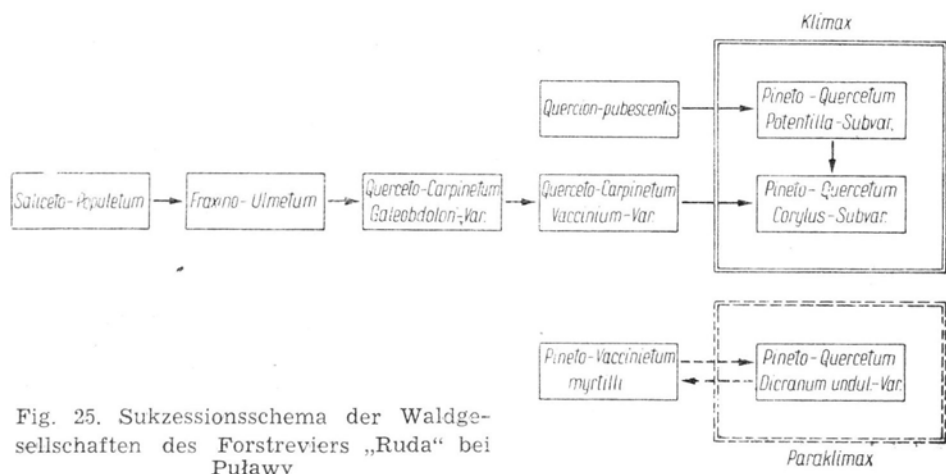 Klimax
Quercion-pubescentis
Pineto-Quercetum
Potentilla-Subvar.
Saliceto-Populetum
Fraxino-Ulmetum
Querceto-Carpinetum
Galeobdolon-Var.
Querceto-Carpinetum
Vaccinium-Var.
Pineto-Quercetum
Corylus-Subvar.
Pineto-Vaccinietum
myrtilli
Pineto-Quercetum
Dicranum undul.-Var.
Paraklimax
Fig. 25. Sukzessionsschema der Waldge-
sellschaften des Forstreviers „Ruda“ bei
Puławy